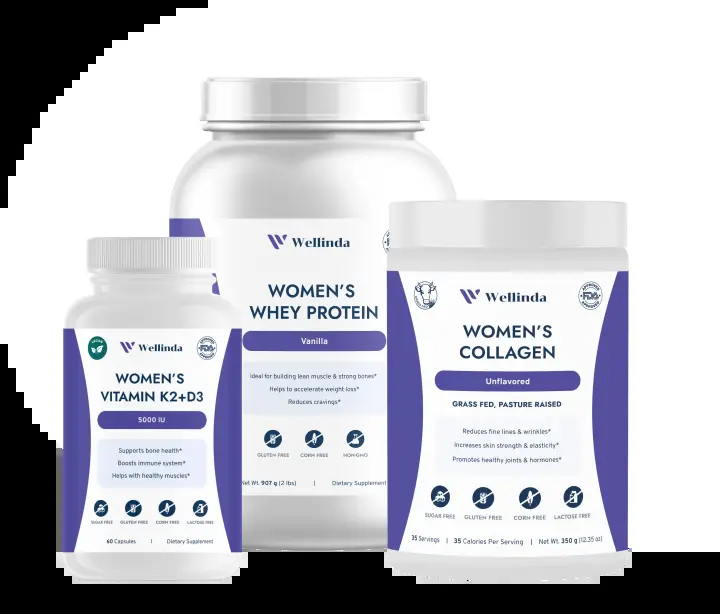 Wellinda
WOMEN'S
WHEY PROTEIN
Vanilla
Ideal for building lean muscle & strong bones*
Helps to accelerate weight loss*
Reduces cravings*
GLUTEN FREE
CORN FREE
NON-GMO
Net Wt. 907 g (2 lbs) | Dietary Supplement
Wellinda
APPROVED
FDA
APPROVED
WOMEN'S
COLLAGEN
Unflavored
GRASS FED, PASTURE RAISED
Reduces fine lines & wrinkles*
Increases skin strength & elasticity*
Promotes healthy joints & hormones*
SUGAR FREE
GLUTEN FREE
CORN FREE
LACTOSE FREE
35 Servings | 35 Calories Per Serving | Net Wt. 350 g (12.35 oz)
Wellinda
FDA
WOMEN'S
VITAMIN K2+D3
5000 IU
Supports bone health*
Boosts immune system*
Helps with healthy muscles*
SUGAR FREE
GLUTEN FREE
CORN FREE
LACTOSE FREE
60 Capsules | Dietary Supplement